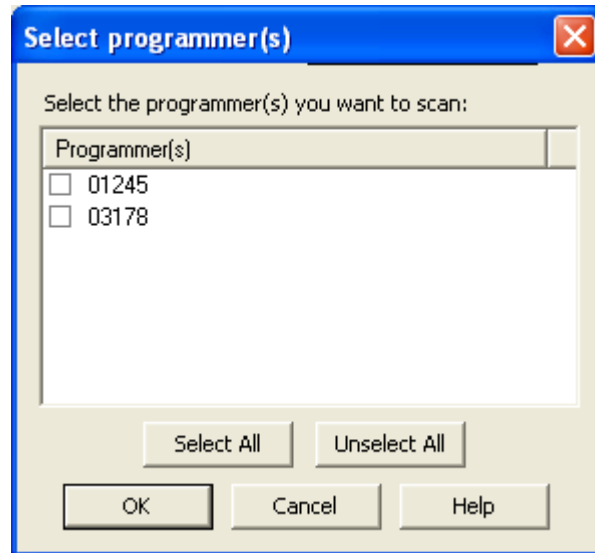 Select programmer(s)
Select the programmer(s) you want to scan:
Programmer(s)
01245
03178
Select All Unselect All
OK Cancel Help